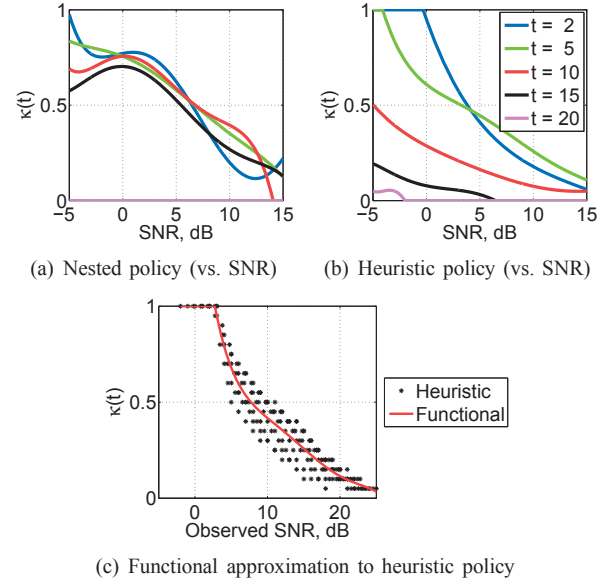 1
0.5
0
κ(t)
−5 0 5 10 15
SNR, dB
(a) Nested policy (vs. SNR)
1
0.5
0
κ(t)
−5 0 5 10 15
SNR, dB
t = 2
t = 5
t = 10
t = 15
t = 20
(b) Heuristic policy (vs. SNR)
1
0.5
0
κ(t)
0 10 20
Observed SNR, dB
Heuristic
Functional
(c) Functional approximation to heuristic policy